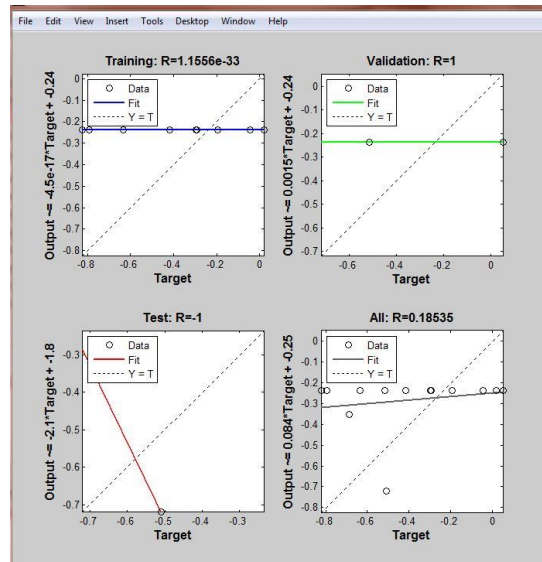 File Edit View Insert Tools Desktop Window Help
Training: R=1.1556e-33
Output ~= -4.5e-17*Target + -0.24
0
-0.1
-0.2
-0.3
-0.4
-0.5
-0.6
-0.7
-0.8
Data
Fit
Y = T
-0.8 -0.6 -0.4 -0.2 0
Target
Validation: R=1
Output ~= 0.0015*Target + -0.24
0
-0.1
-0.2
-0.3
-0.4
-0.5
-0.6
-0.7
Data
Fit
Y = T
-0.6 -0.4 -0.2 0
Target
Test: R=-1
Output ~= -2.1*Target + -1.8
-0.3
-0.4
-0.5
-0.6
-0.7
Data
Fit
Y = T
-0.7 -0.6 -0.5 -0.4 -0.3
Target
All: R=0.18535
Output ~= 0.084*Target + -0.25
0
-0.1
-0.2
-0.3
-0.4
-0.5
-0.6
-0.7
-0.8
Data
Fit
Y = T
-0.8 -0.6 -0.4 -0.2 0
Target